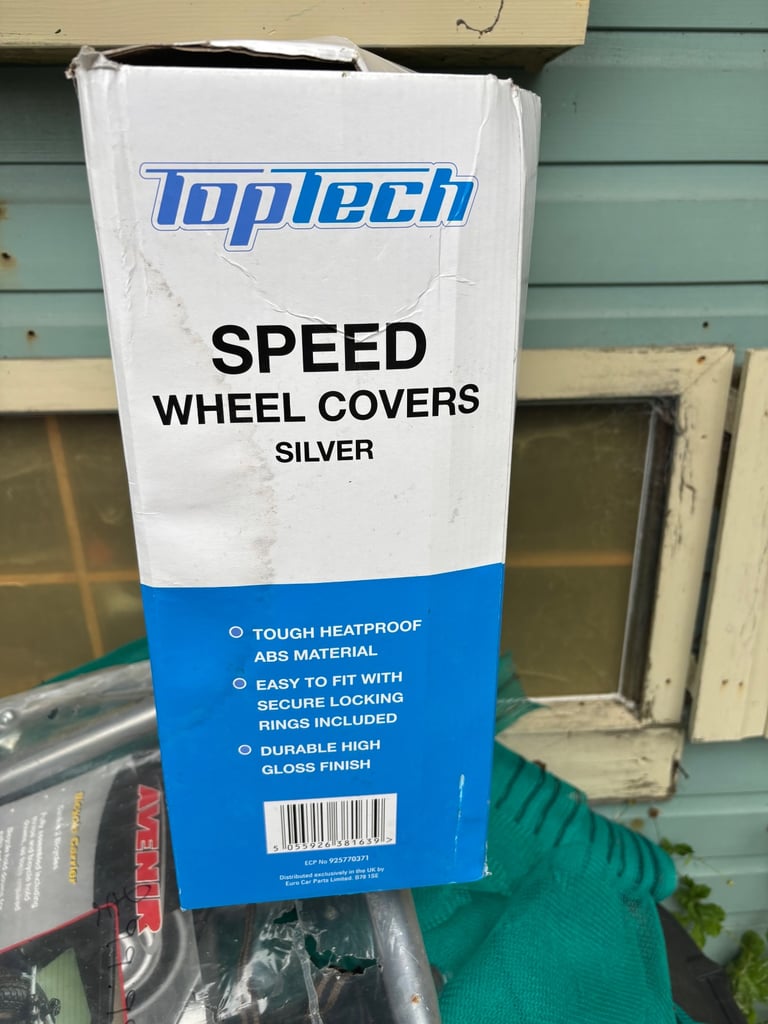 TopTech
SPEED
WHEEL COVERS
SILVER
TOUGH HEATPROOF
ABS MATERIAL
EASY TO FIT WITH
SECURE LOCKING
RINGS INCLUDED
DURABLE HIGH
GLOSS FINISH
5 055926 381639 >
ECP No 925770371
Distributed exclusively in the UK by
Euro Car Parts Limited. B78 1SE
AVENIR
Bicycle Carrier